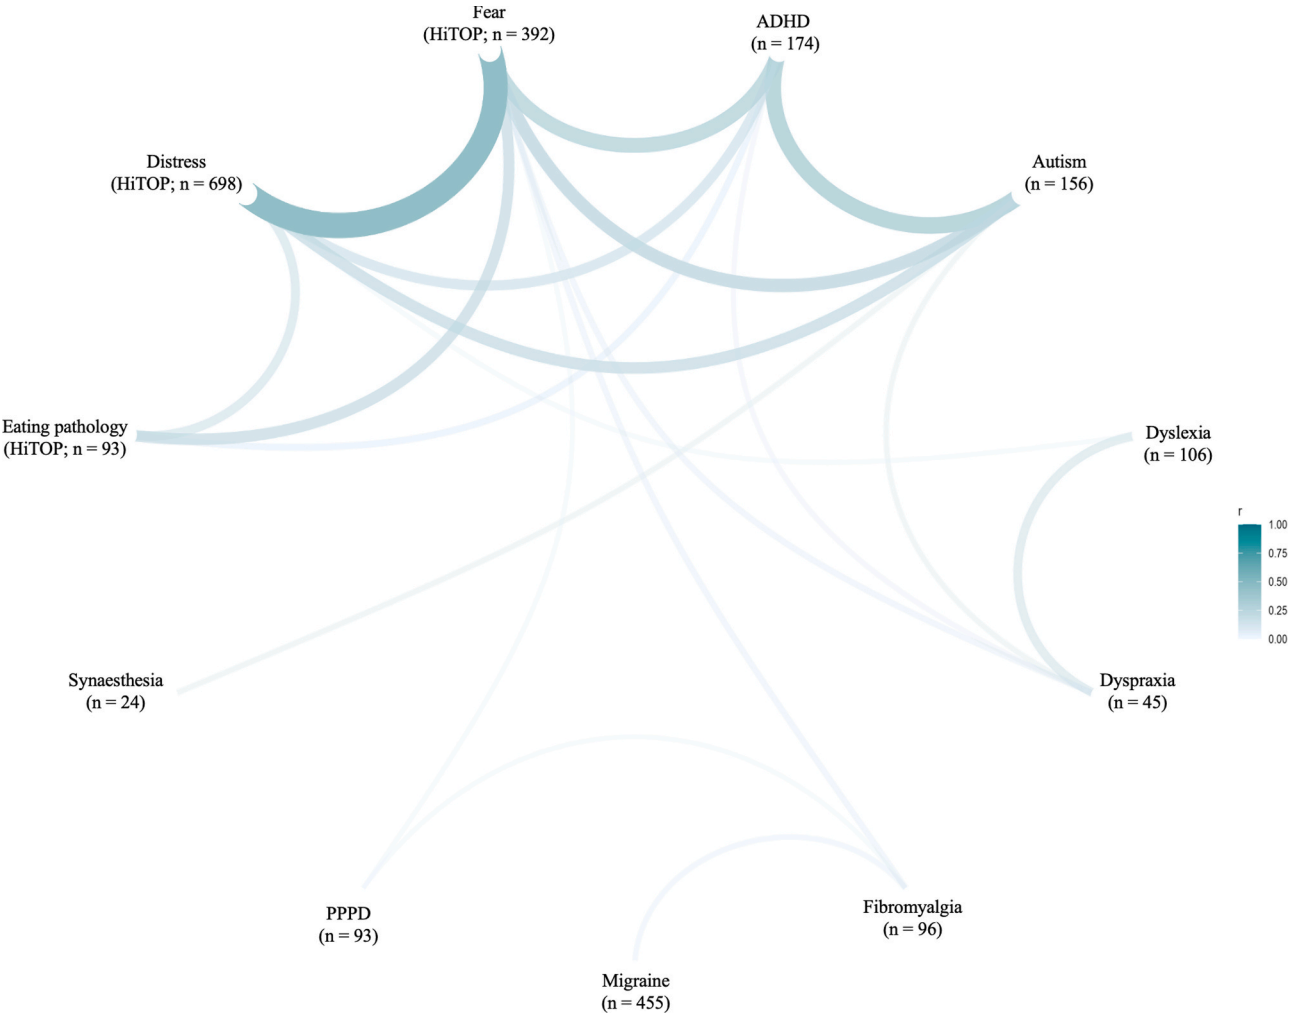 Fear
(HiTOP; n = 392)
ADHD
(n = 174)
Distress
(HiTOP; n = 698)
Autism
(n = 156)
Eating pathology
(HiTOP; n = 93)
Dyslexia
(n = 106)
r
1.00
0.75
0.50
0.25
0.00
Synaesthesia
(n = 24)
Dyspraxia
(n = 45)
PPPD
(n = 93)
Fibromyalgia
(n = 96)
Migraine
(n = 455)